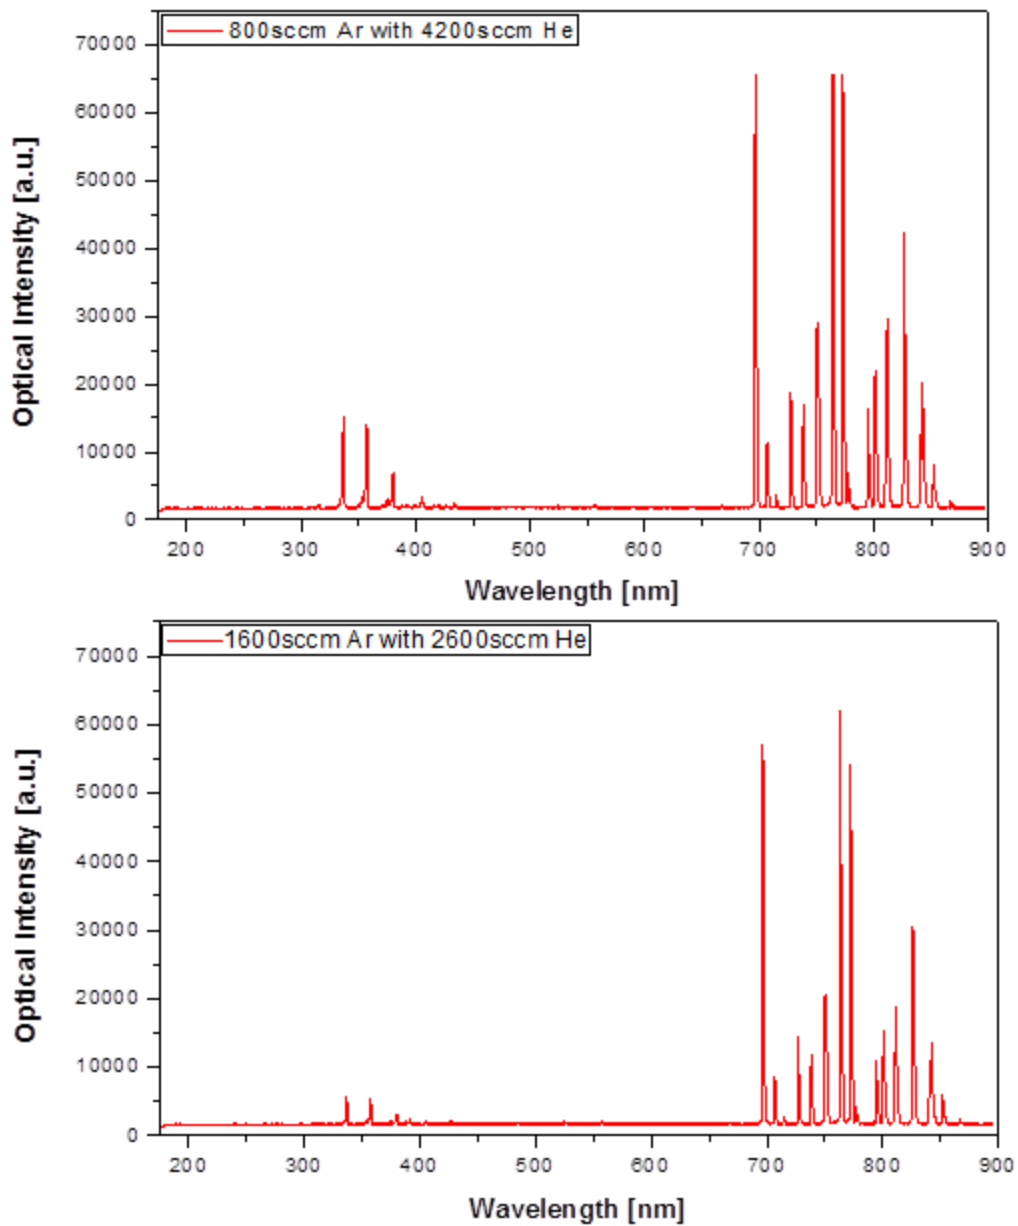 800sccm Ar with 4200sccm He
70000
60000
50000
40000
30000
20000
10000
0
Optical Intensity [a.u.]
200 300 400 500 600 700 800 900
Wavelength [nm]
1600sccm Ar with 2600sccm He
70000
60000
50000
40000
30000
20000
10000
0
Optical Intensity [a.u.]
200 300 400 500 600 700 800 900
Wavelength [nm]